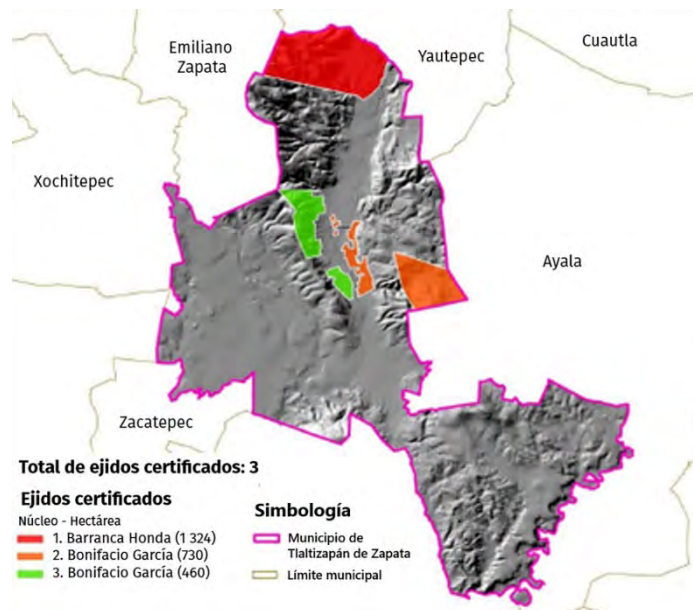 Emiliano
Zapata
Yautepec
Cuautla
Xochitepec
Ayala
Zacatepec
Total de ejidos certificados: 3
Ejidos certificados
Núcleo - Hectárea
1. Barranca Honda (1 324)
2. Bonifacio García (730)
3. Bonifacio García (460)
Simbología
Municipio de
Tlaltizapán de Zapata
Límite municipal